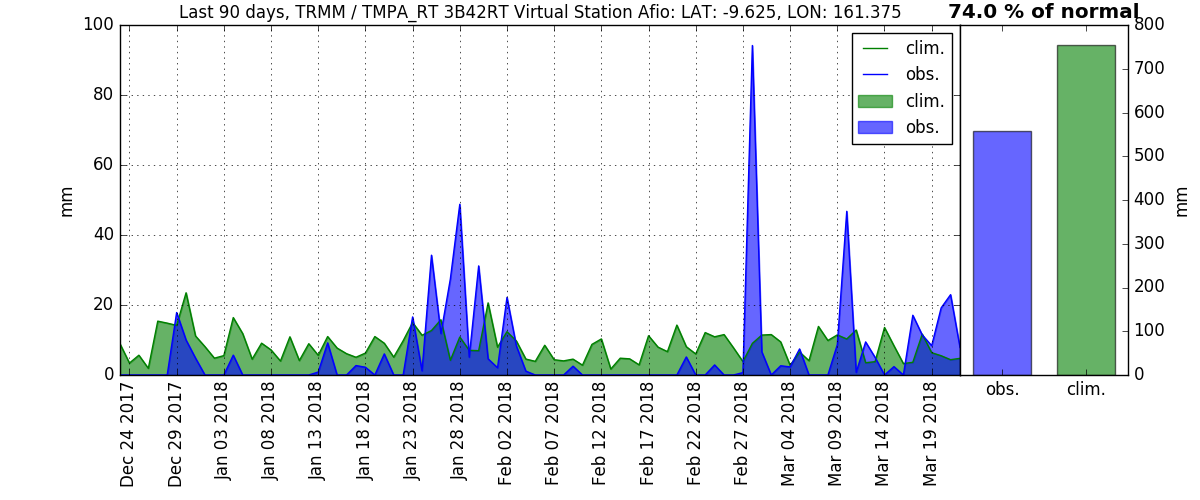 Last 90 days, TRMM / TMPA_RT 3B42RT Virtual Station Afio: LAT: -9.625, LON: 161.375
74.0 % of normal
100
80
60
40
20
0
mm
clim.
obs.
clim.
obs.
800
700
600
500
400
300
200
100
0
mm
obs.
clim.
Dec 24 2017
Dec 29 2017
Jan 03 2018
Jan 08 2018
Jan 13 2018
Jan 18 2018
Jan 23 2018
Jan 28 2018
Feb 02 2018
Feb 07 2018
Feb 12 2018
Feb 17 2018
Feb 22 2018
Feb 27 2018
Mar 04 2018
Mar 09 2018
Mar 14 2018
Mar 19 2018